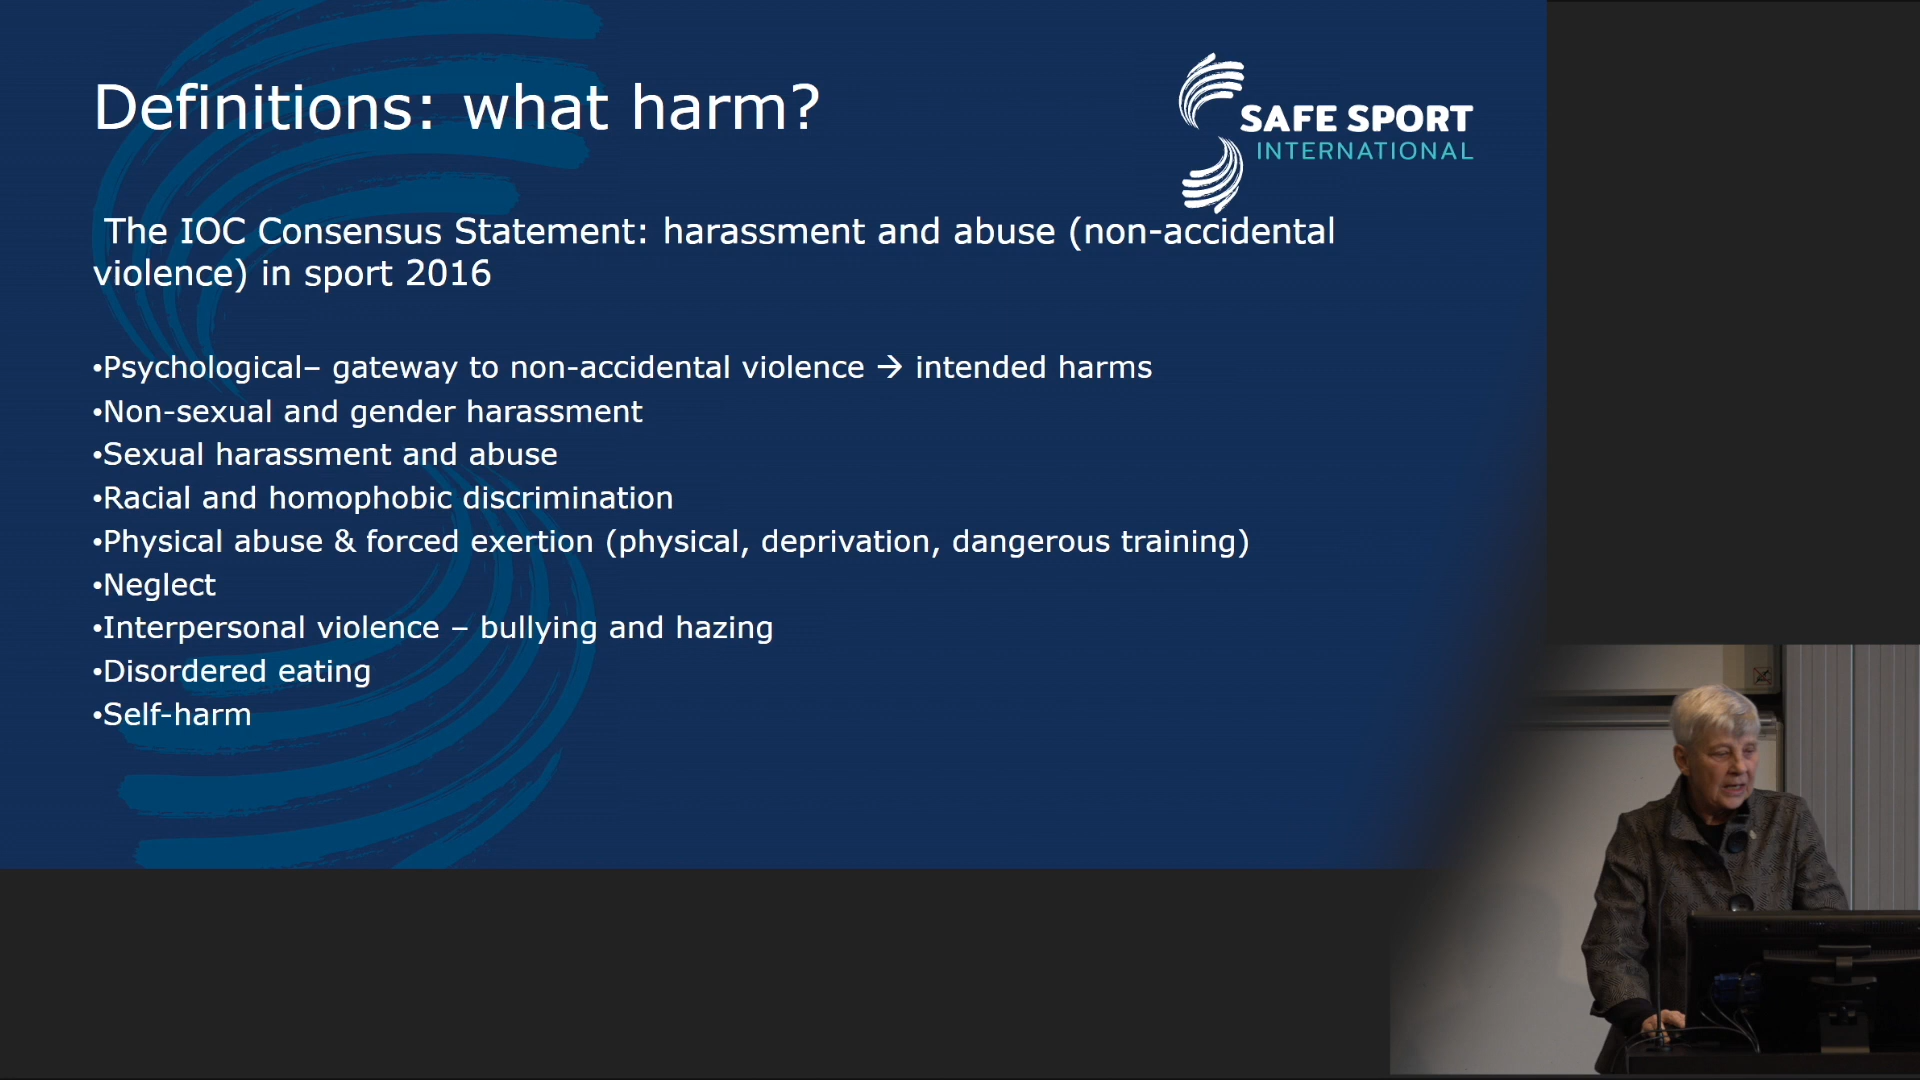 Definitions: what harm?
SAFE SPORT
INTERNATIONAL
The IOC Consensus Statement: harassment and abuse (non-accidental
violence) in sport 2016
•Psychological– gateway to non-accidental violence → intended harms
•Non-sexual and gender harassment
•Sexual harassment and abuse
•Racial and homophobic discrimination
•Physical abuse & forced exertion (physical, deprivation, dangerous training)
•Neglect
•Interpersonal violence – bullying and hazing
•Disordered eating
•Self-harm